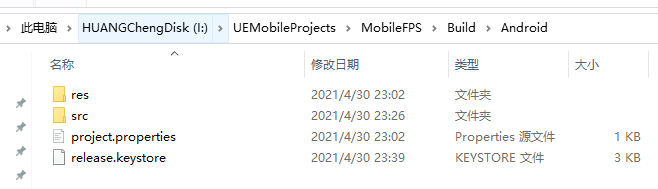 此电脑 > HUANGChengDisk (I:) > UEMobileProjects > MobileFPS > Build > Android
名称 修改日期 类型 大小
res 2021/4/30 23:02 文件夹
src 2021/4/30 23:26 文件夹
project.properties 2021/4/30 23:02 Properties 源文件 1 KB
release.keystore 2021/4/30 23:39 KEYSTORE 文件 3 KB